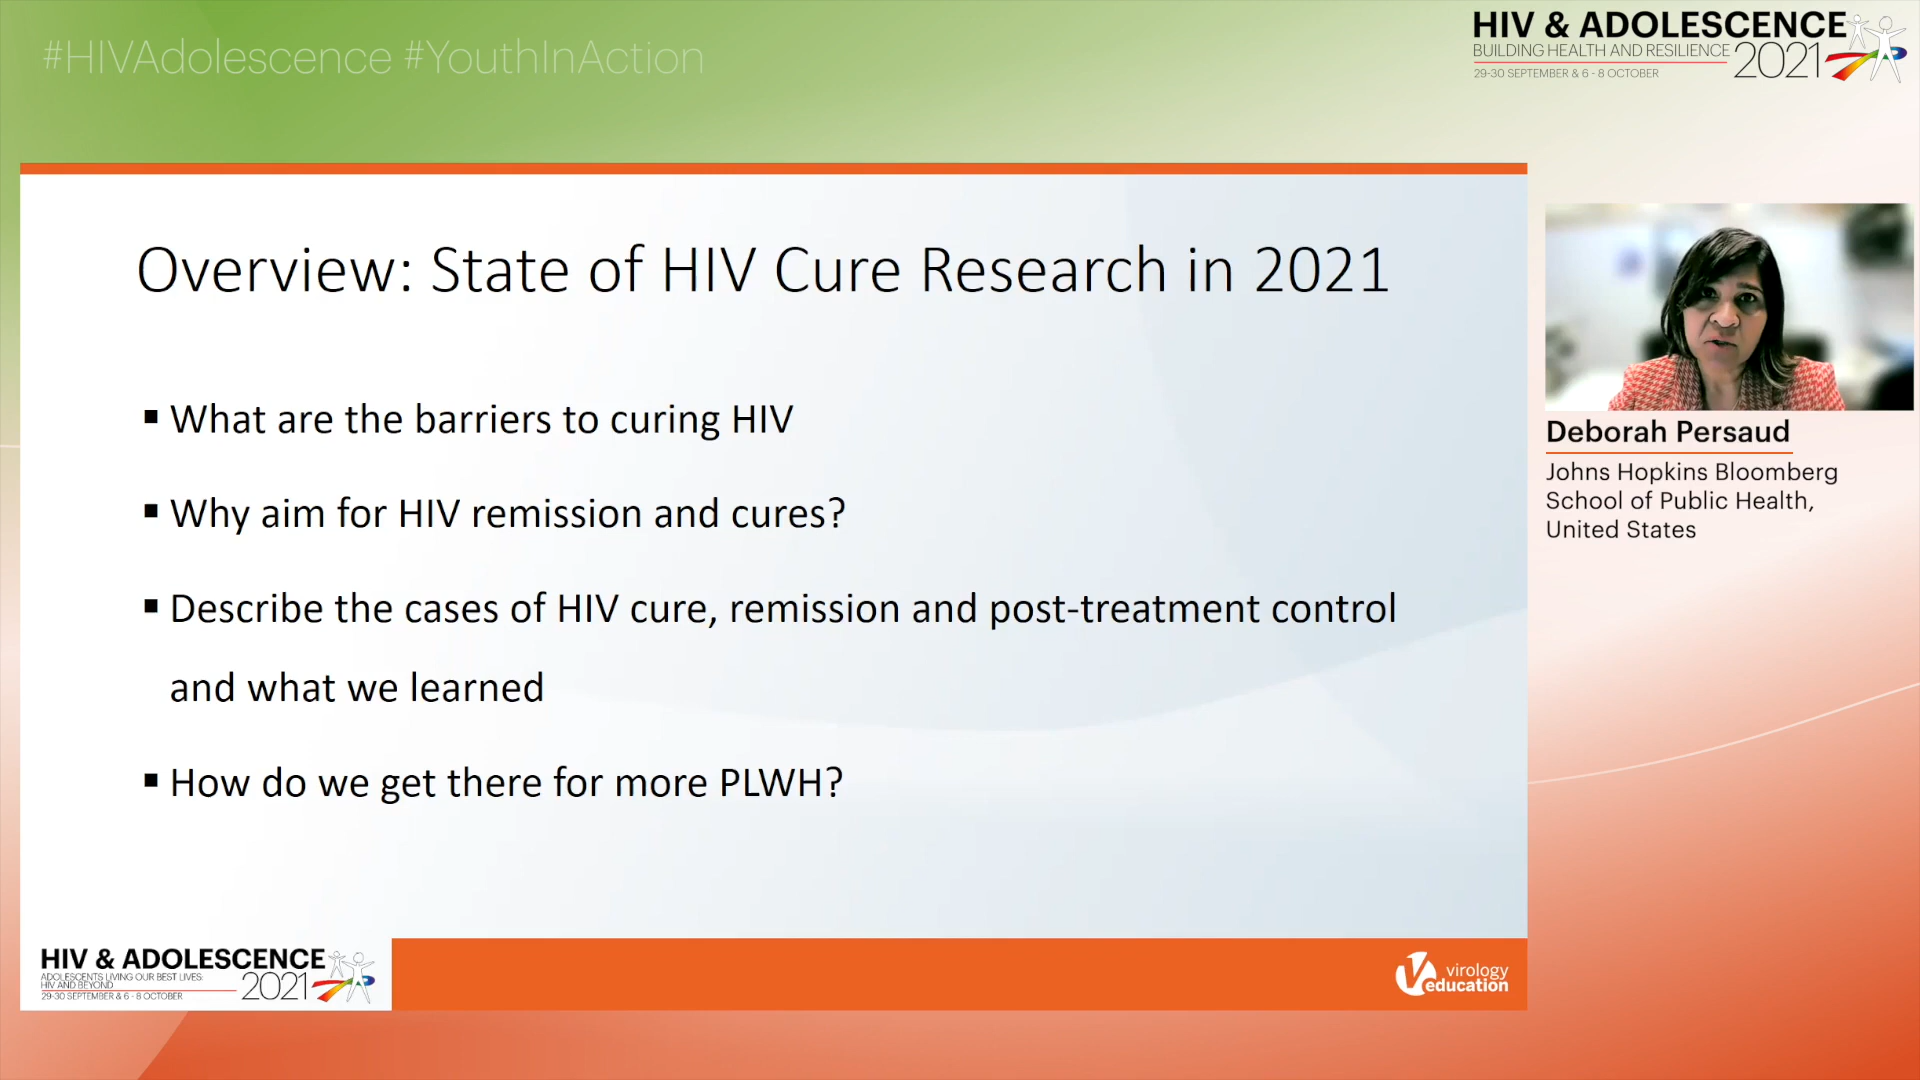 #HIVAdolescence #YouthInAction
HIV & ADOLESCENCE
BUILDING HEALTH AND RESILIENCE
2021
29-30 SEPTEMBER & 6 - 8 OCTOBER
Overview: State of HIV Cure Research in 2021
▪ What are the barriers to curing HIV
▪ Why aim for HIV remission and cures?
▪ Describe the cases of HIV cure, remission and post-treatment control
and what we learned
▪ How do we get there for more PLWH?
Deborah Persaud
Johns Hopkins Bloomberg
School of Public Health,
United States
HIV & ADOLESCENCE
ADOLESCENTS LIVING OUR BEST LIVES:
HIV AND BEYOND
2021
29-30 SEPTEMBER & 6 - 8 OCTOBER
virology
education